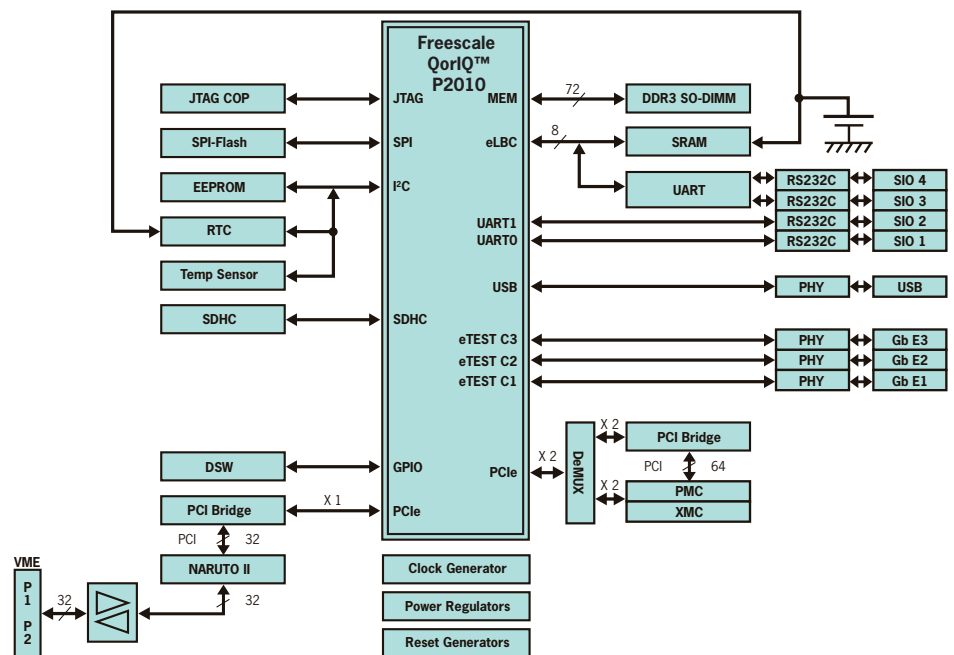 Freescale
QorIQ™
P2010
JTAG COP
JTAG
MEM
72
DDR3 SO-DIMM
SPI-Flash
SPI
eLBC
8
SRAM
EEPROM
I²C
UART
RS232C
SIO 4
RS232C
SIO 3
RTC
UART1
RS232C
SIO 2
UART0
RS232C
SIO 1
Temp Sensor
USB
PHY
USB
SDHC
SDHC
eTEST C3
PHY
Gb E3
eTEST C2
PHY
Gb E2
eTEST C1
PHY
Gb E1
DSW
GPIO
PCIe
X 2
DeMUX
X 2
PCI Bridge
PCI
64
X 2
PMC
XMC
PCI Bridge
X 1
PCIe
PCI
32
NARUTO II
32
VME
P
1
P
2
32
Clock Generator
Power Regulators
Reset Generators